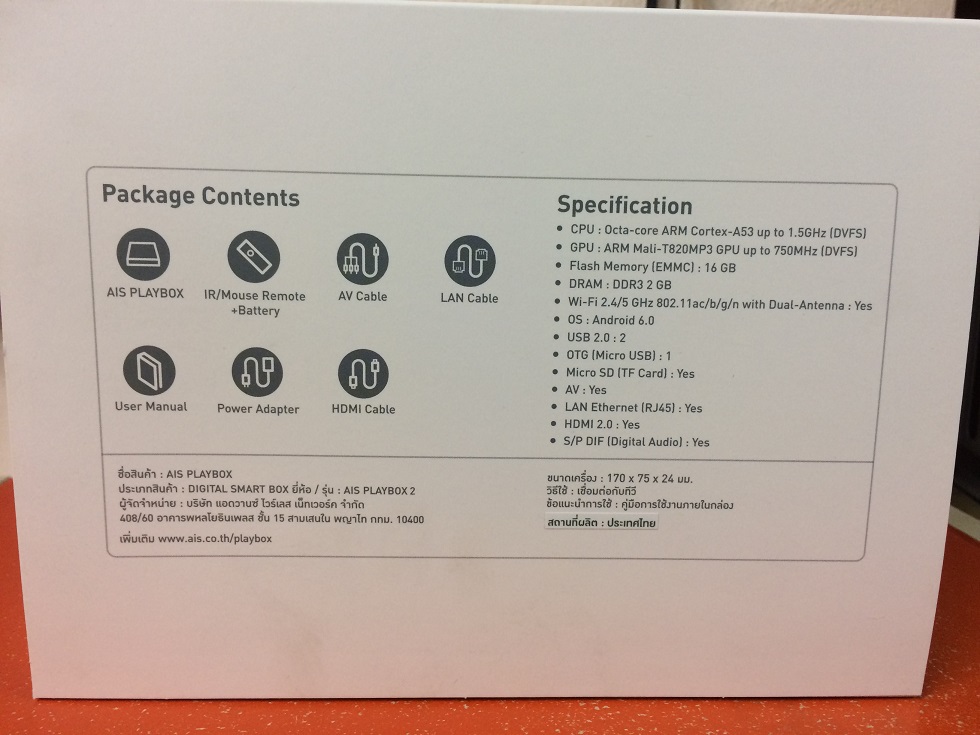 Package Contents
AIS PLAYBOX
IR/Mouse Remote
+Battery
AV Cable
LAN Cable
User Manual
Power Adapter
HDMI Cable
Specification
• CPU : Octa-core ARM Cortex-A53 up to 1.5GHz (DVFS)
• GPU : ARM Mali-T820MP3 GPU up to 750MHz (DVFS)
• Flash Memory (EMMC) : 16 GB
• DRAM : DDR3 2 GB
• Wi-Fi 2.4/5 GHz 802.11ac/b/g/n with Dual-Antenna : Yes
• OS : Android 6.0
• USB 2.0 : 2
• OTG (Micro USB) : 1
• Micro SD (TF Card) : Yes
• AV : Yes
• LAN Ethernet (RJ45) : Yes
• HDMI 2.0 : Yes
• S/P DIF (Digital Audio) : Yes
ชื่อสินค้า : AIS PLAYBOX
ประเภทสินค้า : DIGITAL SMART BOX ยี่ห้อ / รุ่น : AIS PLAYBOX 2
ผู้จัดจำหน่าย : บริษัท แอดวานซ์ ไวร์เลส เน็ทเวอร์ค จำกัด
408/60 อาคารพหลโยธินเพลส ชั้น 15 สามเสนใน พญาไท กทม. 10400
เพิ่มเติม www.ais.co.th/playbox
ขนาดเครื่อง : 170 x 75 x 24 มม.
วิธีใช้ : เชื่อมต่อกับทีวี
ข้อแนะนำการใช้ : คู่มือการใช้งานภายในกล่อง
สถานที่ผลิต : ประเทศไทย